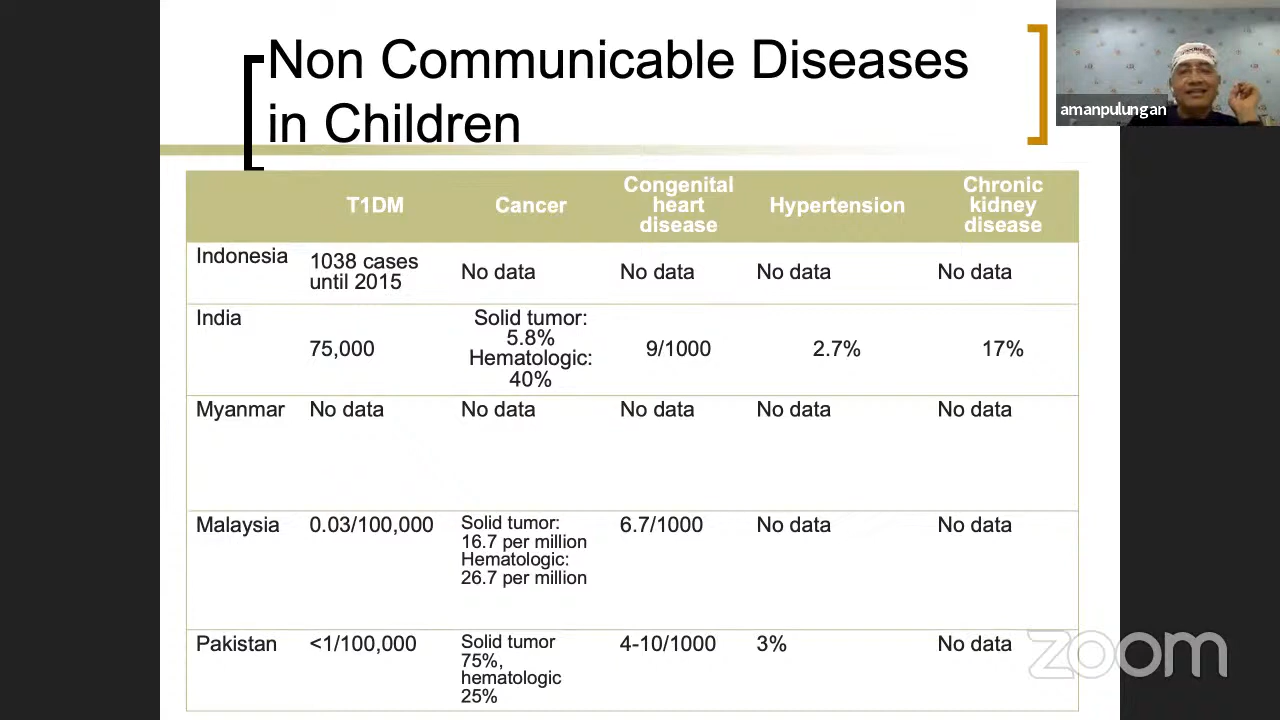 Non Communicable Diseases
in Children
amanpulungan
T1DM
Cancer
Congenital
heart
disease
Hypertension
Chronic
kidney
disease
Indonesia
1038 cases
until 2015
No data
No data
No data
No data
India
75,000
Solid tumor:
5.8%
Hematologic:
40%
9/1000
2.7%
17%
Myanmar
No data
No data
No data
No data
No data
Malaysia
0.03/100,000
Solid tumor:
16.7 per million
Hematologic:
26.7 per million
6.7/1000
No data
No data
Pakistan
<1/100,000
Solid tumor
75%,
hematologic
25%
4-10/1000
3%
No data
zoom